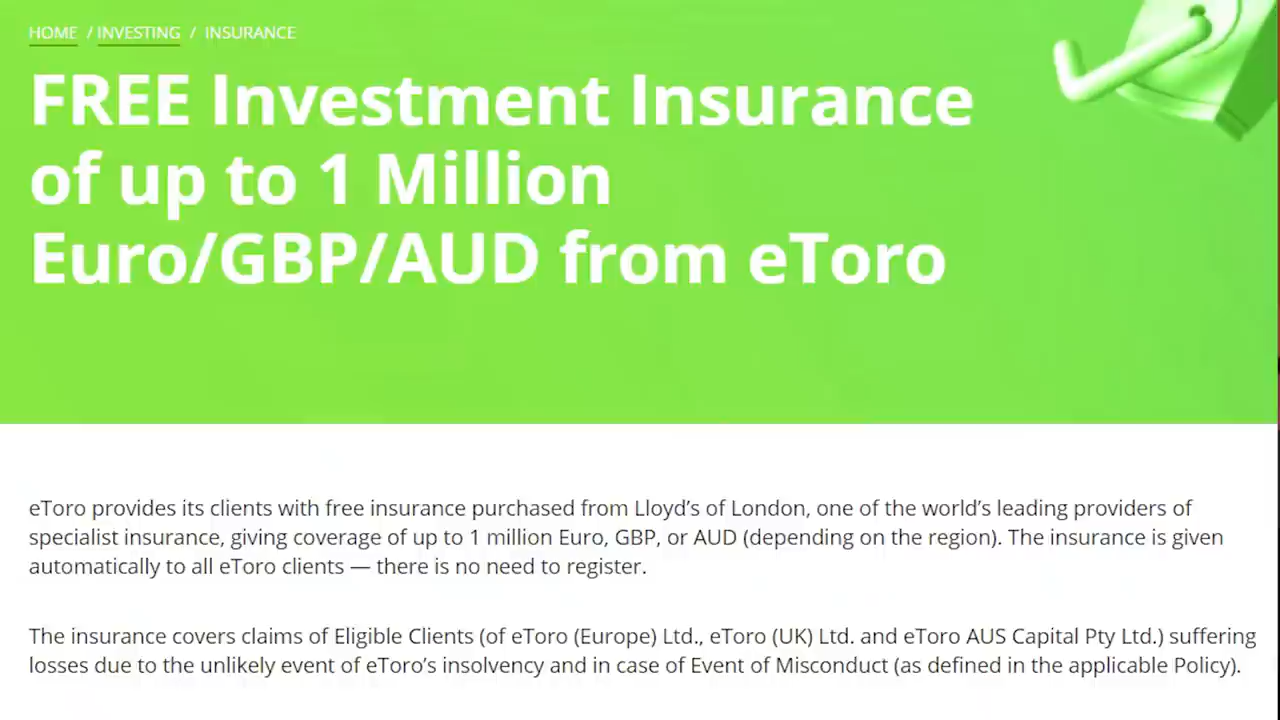 HOME / INVESTING / INSURANCE
FREE Investment Insurance
of up to 1 Million
Euro/GBP/AUD from eToro
eToro provides its clients with free insurance purchased from Lloyd’s of London, one of the world’s leading providers of
specialist insurance, giving coverage of up to 1 million Euro, GBP, or AUD (depending on the region). The insurance is given
automatically to all eToro clients — there is no need to register.
The insurance covers claims of Eligible Clients (of eToro (Europe) Ltd., eToro (UK) Ltd. and eToro AUS Capital Pty Ltd.) suffering
losses due to the unlikely event of eToro’s insolvency and in case of Event of Misconduct (as defined in the applicable Policy).